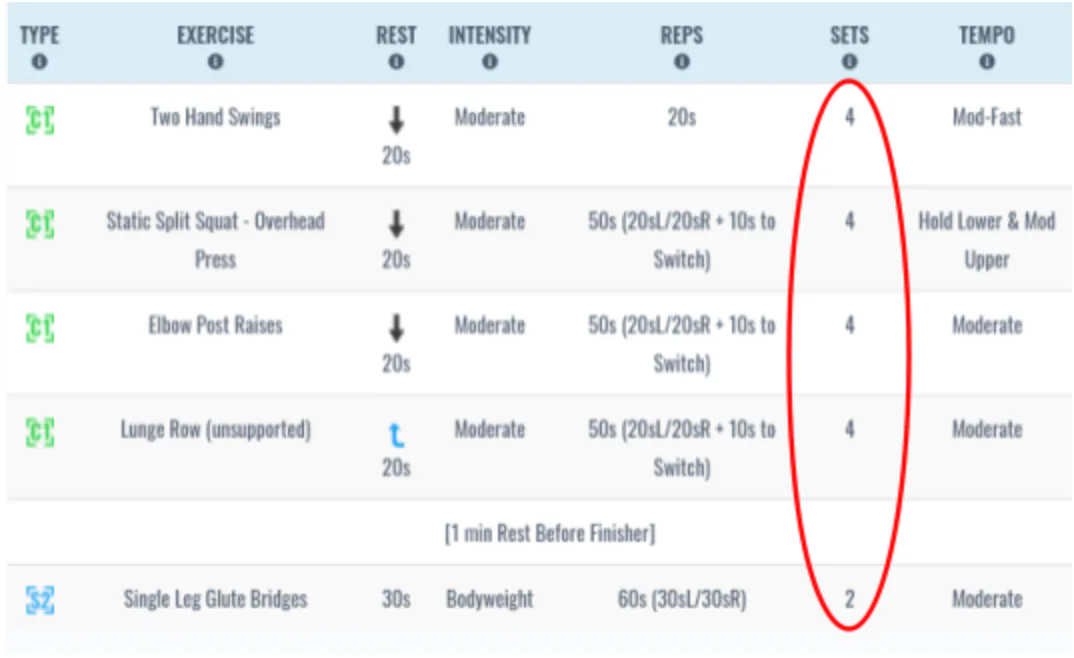 TYPE EXERCISE REST INTENSITY REPS SETS TEMPO
C1 Two Hand Swings 20s Moderate 20s 4 Mod-Fast
C1 Static Split Squat - Overhead Press 20s Moderate 50s (20sL/20sR + 10s to Switch) 4 Hold Lower & Mod Upper
C1 Elbow Post Raises 20s Moderate 50s (20sL/20sR + 10s to Switch) 4 Moderate
C1 Lunge Row (unsupported) 20s Moderate 50s (20sL/20sR + 10s to Switch) 4 Moderate
[1 min Rest Before Finisher]
S2 Single Leg Glute Bridges 30s Bodyweight 60s (30sL/30sR) 2 Moderate